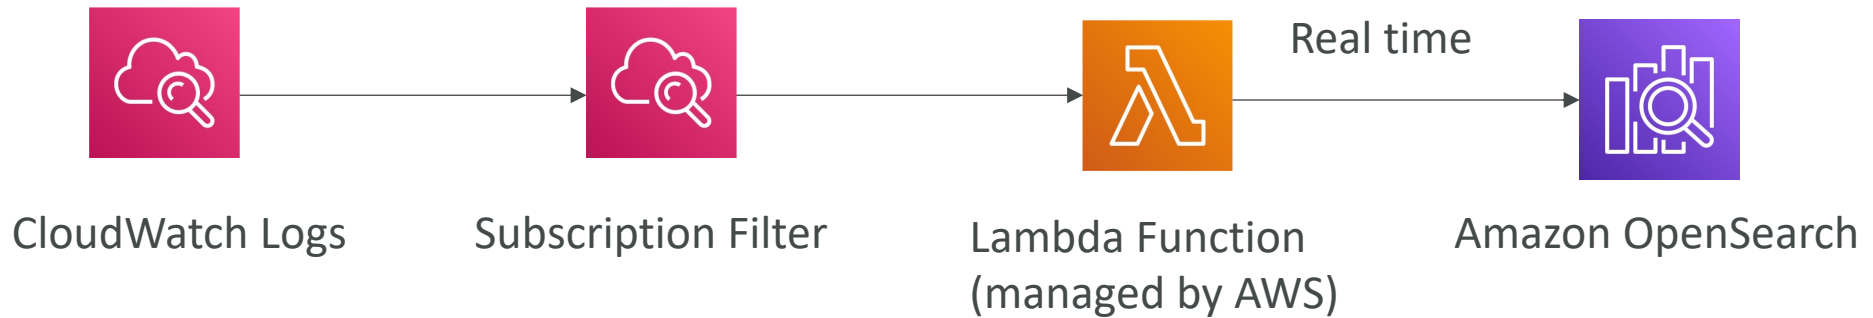 Real time
CloudWatch Logs
Subscription Filter
Lambda Function
(managed by AWS)
Amazon OpenSearch